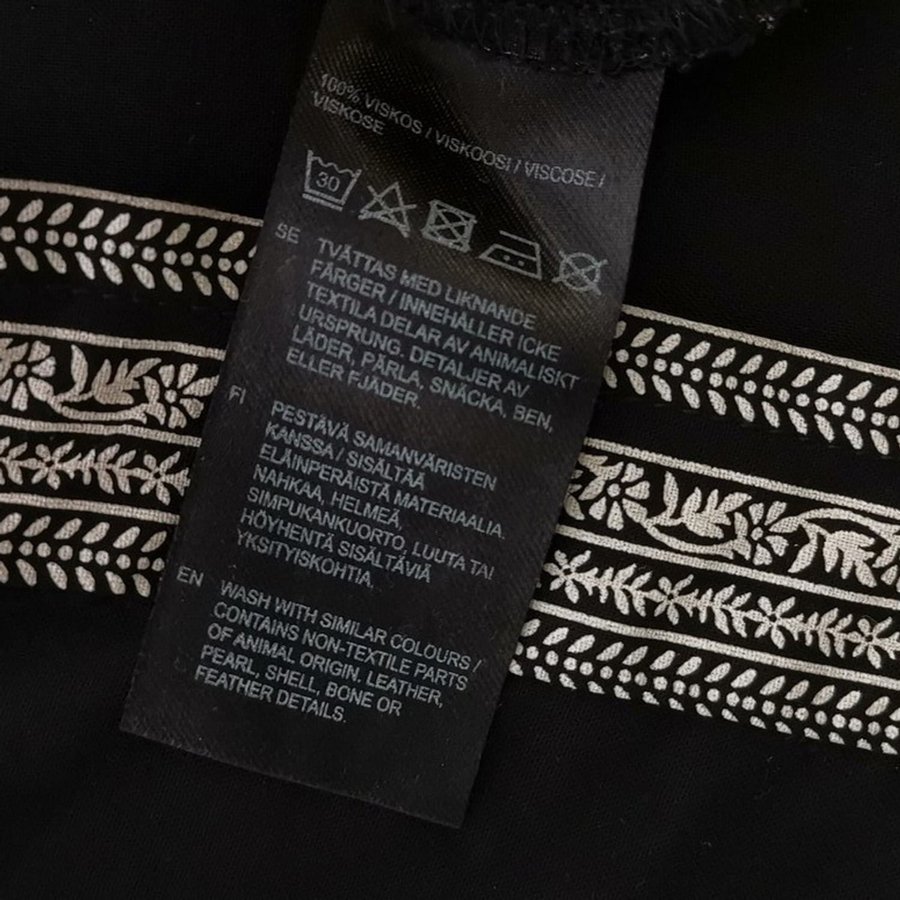 100% VISKOS / VISKOOSI / VISCOSE /
VISKOSE
30
SE TVÄTTAS MED LIKNANDE
FÄRGER / INNEHÅLLER ICKE
TEXTILA DELAR AV ANIMALISKT
URSPRUNG. DETALJER AV
LÄDER, PÄRLA, SNÄCKA, BEN,
ELLER FJÄDER.
FI PESTÄVÄ SAMANVÄRISTEN
KANSSA / SISÄLTÄÄ
ELÄINPERÄISTÄ MATERIAALIA.
NAHKAA, HELMEÄ,
SIMPUKANKUORTO, LUUTA TAI
HÖYHENTÄ SISÄLTÄVIÄ
YKSITYISKOHTIA.
EN WASH WITH SIMILAR COLOURS /
CONTAINS NON-TEXTILE PARTS
OF ANIMAL ORIGIN. LEATHER,
PEARL, SHELL, BONE OR
FEATHER DETAILS.